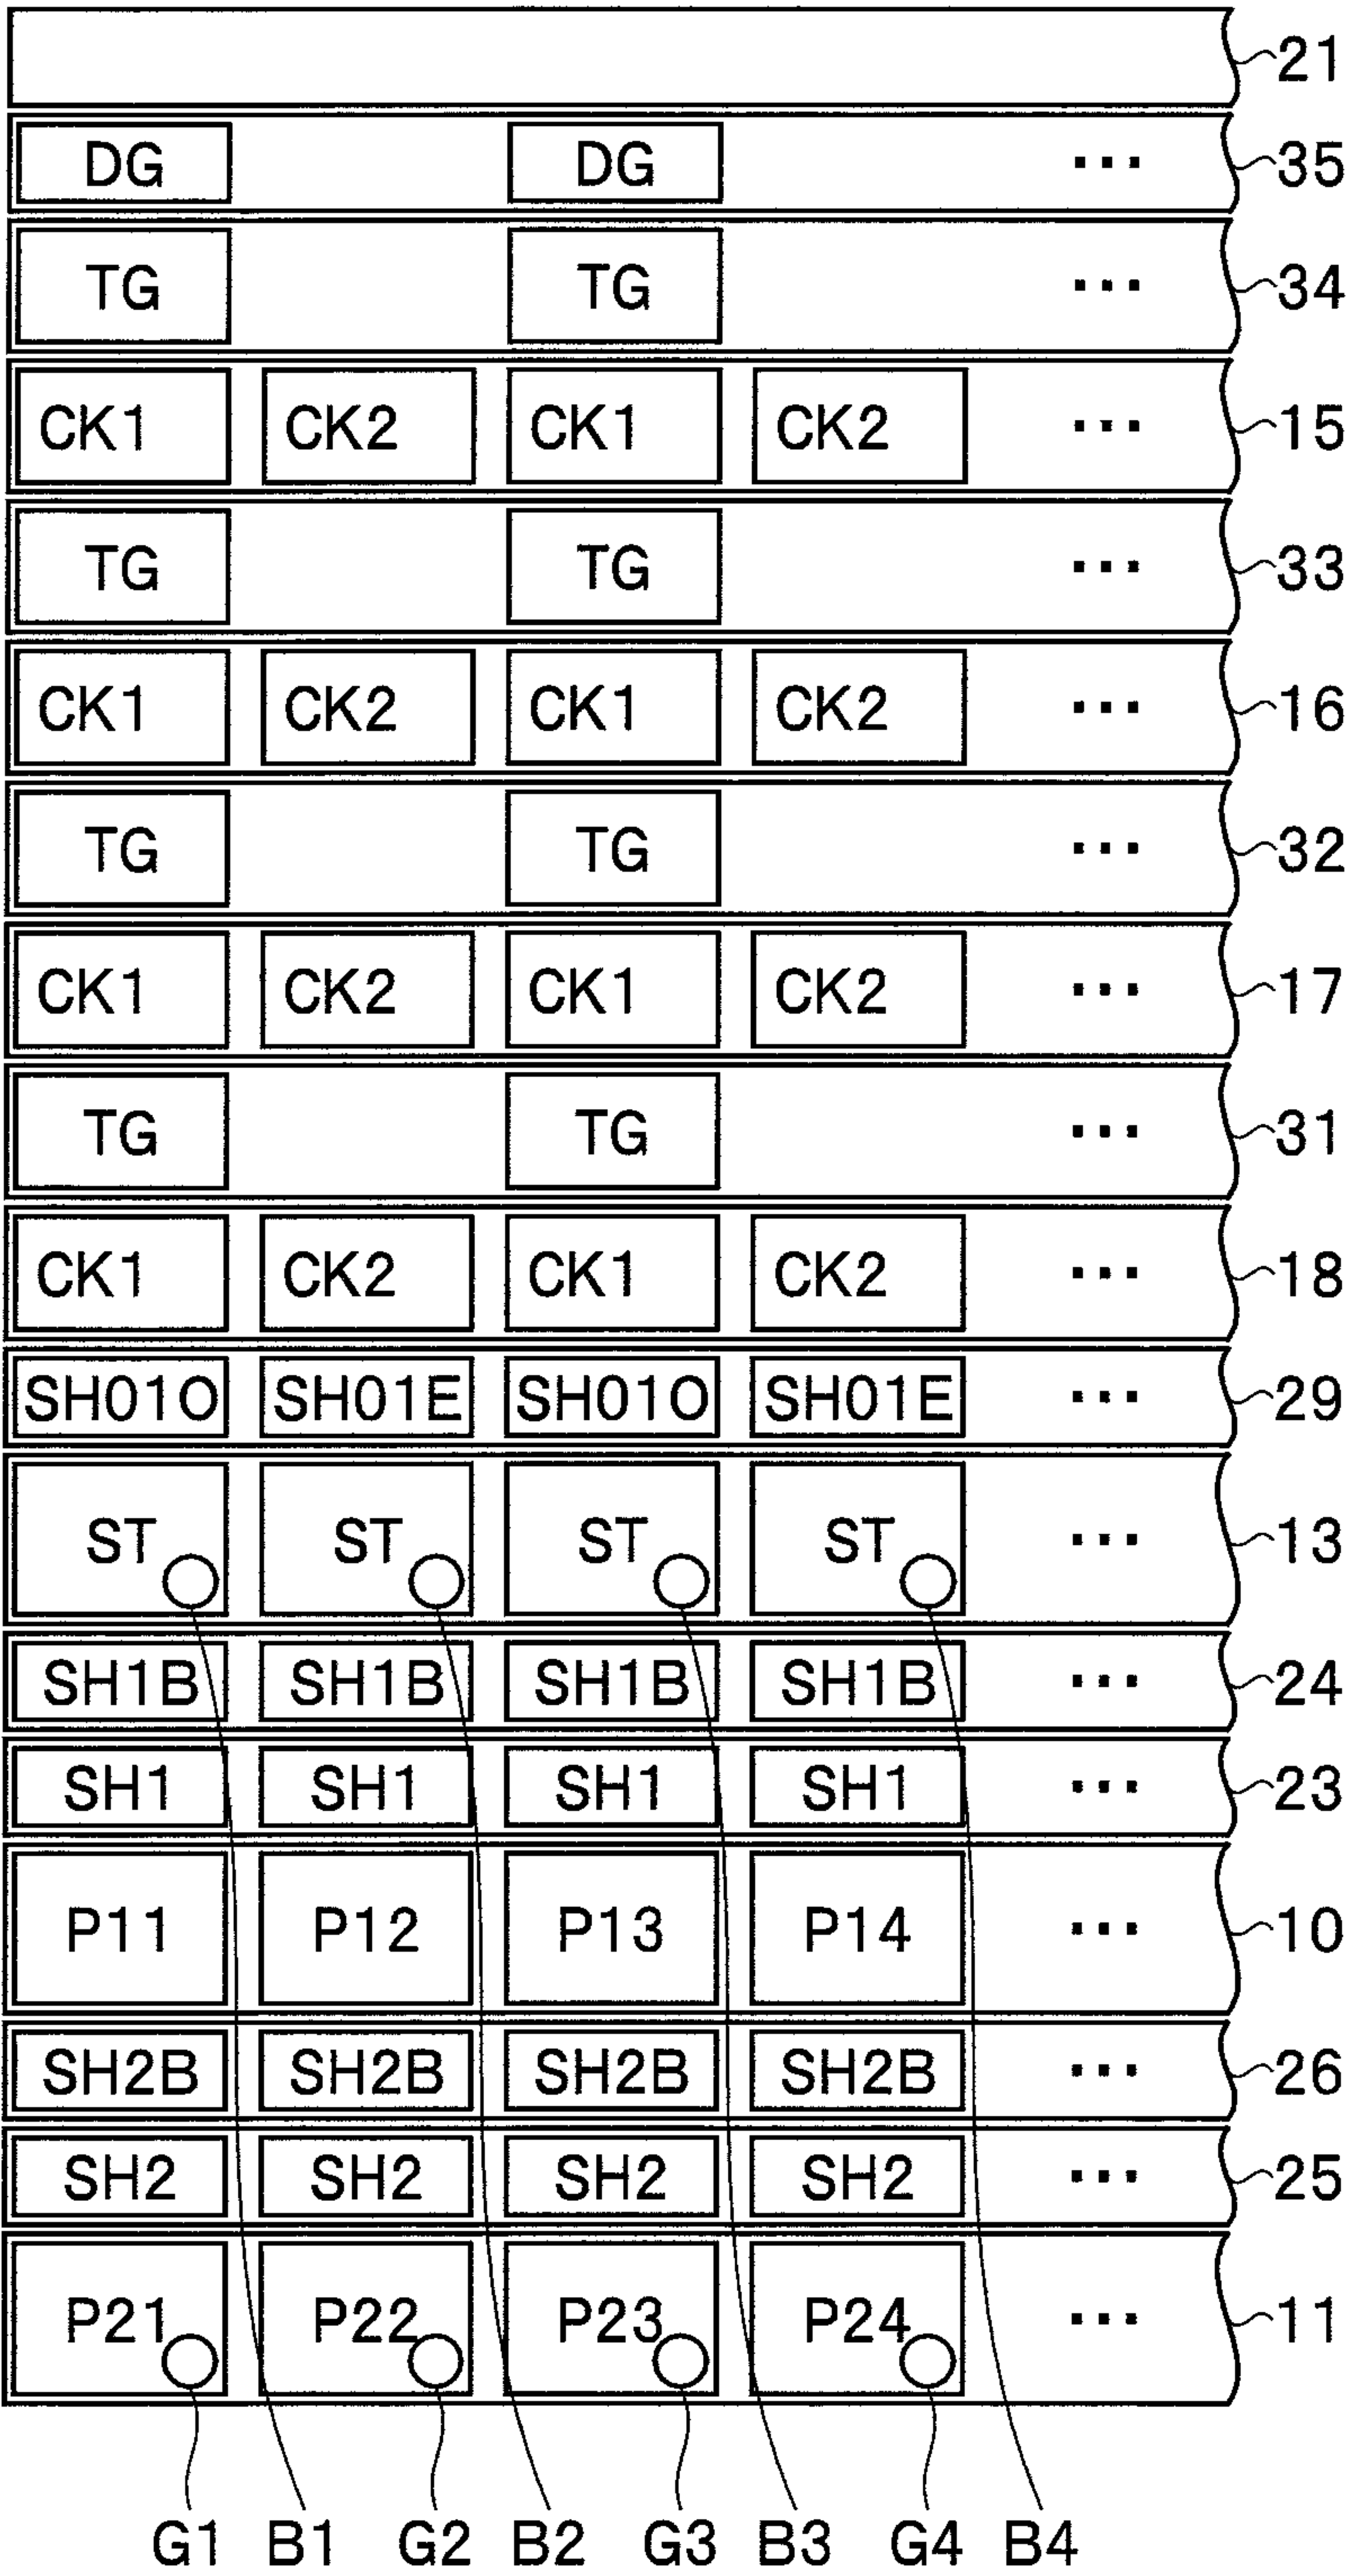 21
DG DG ... 35
TG TG ... 34
CK1 CK2 CK1 CK2 ... 15
TG TG ... 33
CK1 CK2 CK1 CK2 ... 16
TG TG ... 32
CK1 CK2 CK1 CK2 ... 17
TG TG ... 31
CK1 CK2 CK1 CK2 ... 18
SH01O SH01E SH01O SH01E ... 29
ST ST ST ST ... 13
SH1B SH1B SH1B SH1B ... 24
SH1 SH1 SH1 SH1 ... 23
P11 P12 P13 P14 ... 10
SH2B SH2B SH2B SH2B ... 26
SH2 SH2 SH2 SH2 ... 25
P21 P22 P23 P24 ... 11
G1 B1 G2 B2 G3 B3 G4 B4